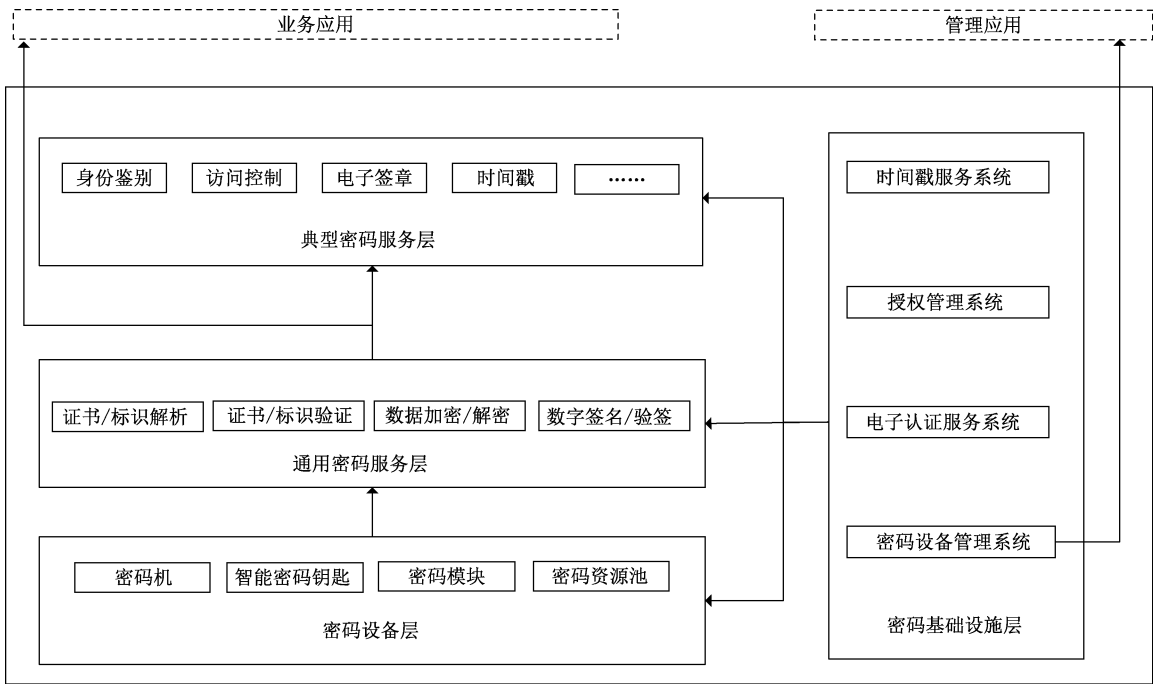 业务应用
管理应用
身份鉴别
访问控制
电子签章
时间戳
……
典型密码服务层
证书/标识解析
证书/标识验证
数据加密/解密
数字签名/验签
通用密码服务层
密码机
智能密码钥匙
密码模块
密码资源池
密码设备层
时间戳服务系统
授权管理系统
电子认证服务系统
密码设备管理系统
密码基础设施层